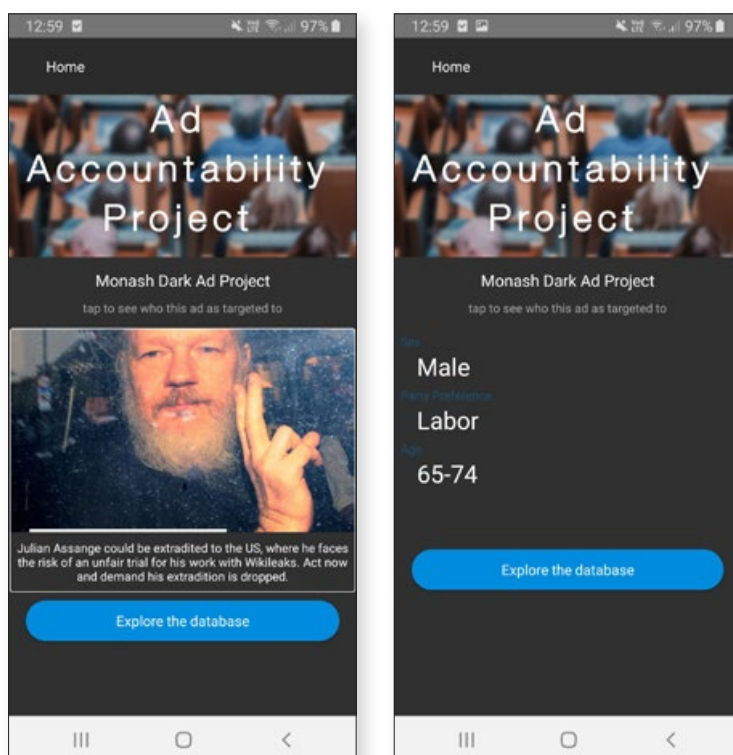 12:59
97%
Home
Ad
Accountability
Project
Monash Dark Ad Project
tap to see who this ad as targeted to
Julian Assange could be extradited to the US, where he faces
the risk of an unfair trial for his work with Wikileaks. Act now
and demand his extradition is dropped.
Explore the database
12:59
97%
Home
Ad
Accountability
Project
Monash Dark Ad Project
tap to see who this ad as targeted to
Sex
Male
Party Preference
Labor
Age
65-74
Explore the database